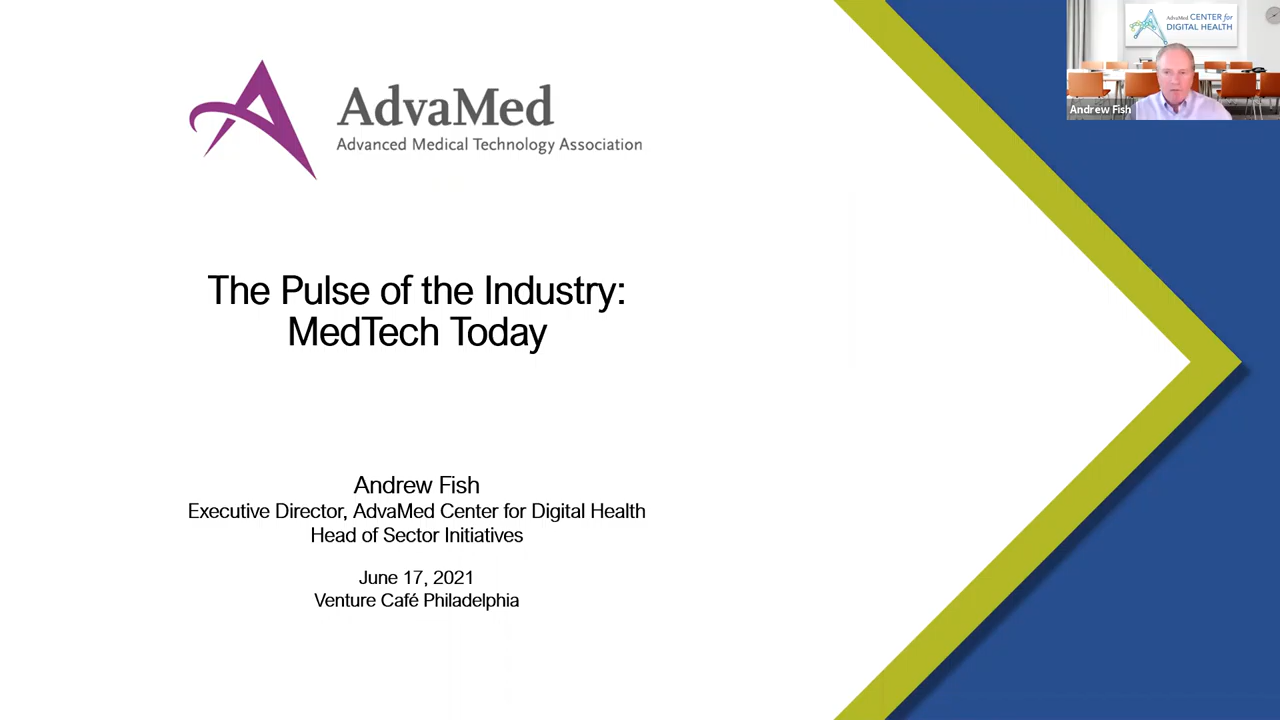 AdvaMed
Advanced Medical Technology Association
AdvaMed CENTER for
DIGITAL HEALTH
Andrew Fish
The Pulse of the Industry:
MedTech Today
Andrew Fish
Executive Director, AdvaMed Center for Digital Health
Head of Sector Initiatives
June 17, 2021
Venture Café Philadelphia